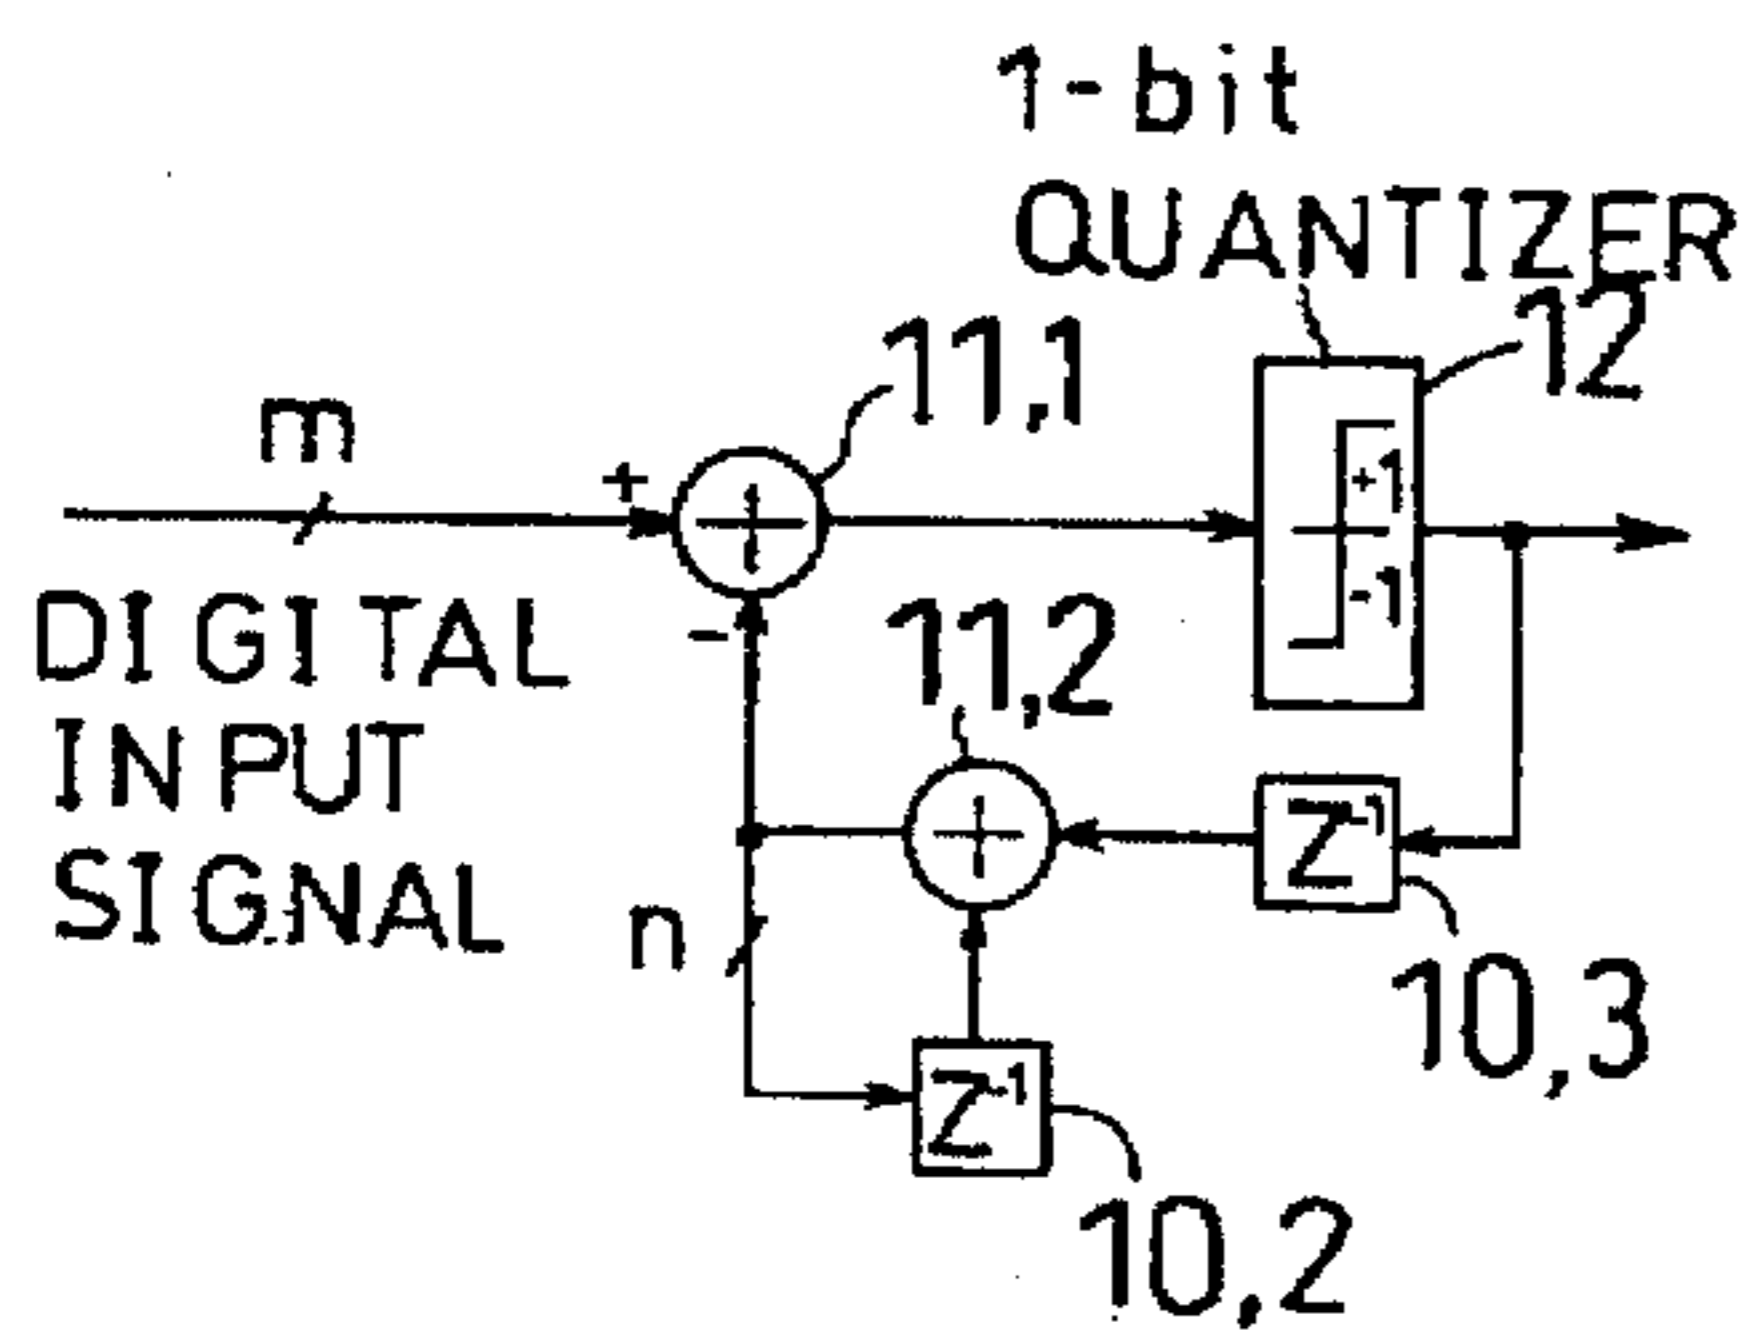 1-bit
QUANTIZER
12
11,1
m
+
+1
-1
-
DIGITAL
INPUT
SIGNAL
11,2
Z-1
n
10,3
Z-1
10,2